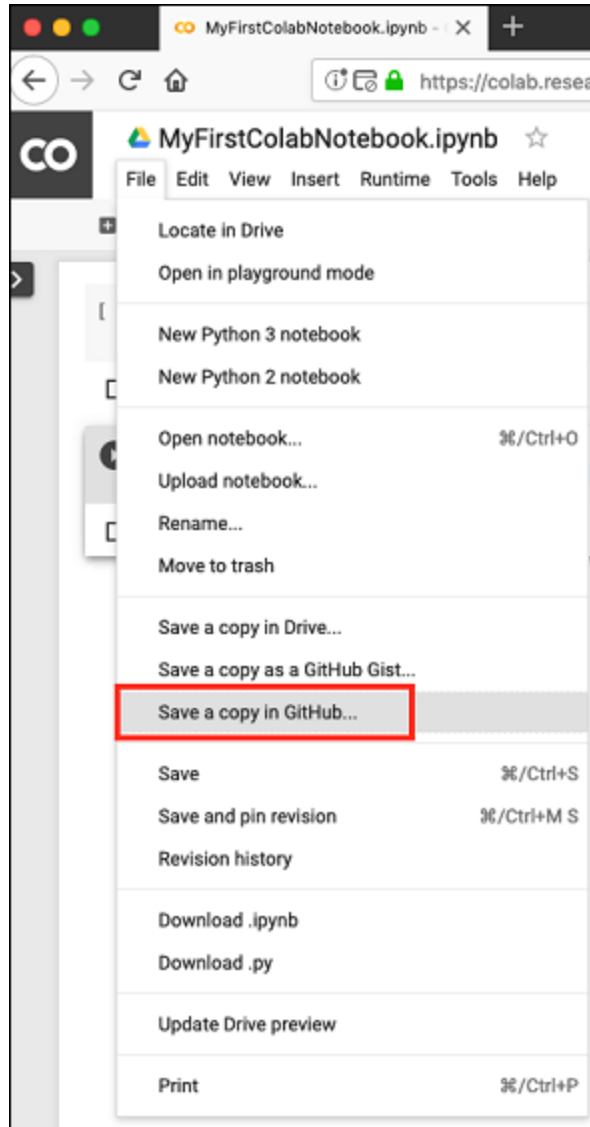 MyFirstColabNotebook.ipynb -
https://colab.resea
CO
MyFirstColabNotebook.ipynb
File Edit View Insert Runtime Tools Help
Locate in Drive
Open in playground mode
New Python 3 notebook
New Python 2 notebook
Open notebook... ⌘/Ctrl+O
Upload notebook...
Rename...
Move to trash
Save a copy in Drive...
Save a copy as a GitHub Gist...
Save a copy in GitHub...
Save ⌘/Ctrl+S
Save and pin revision ⌘/Ctrl+M S
Revision history
Download .ipynb
Download .py
Update Drive preview
Print ⌘/Ctrl+P